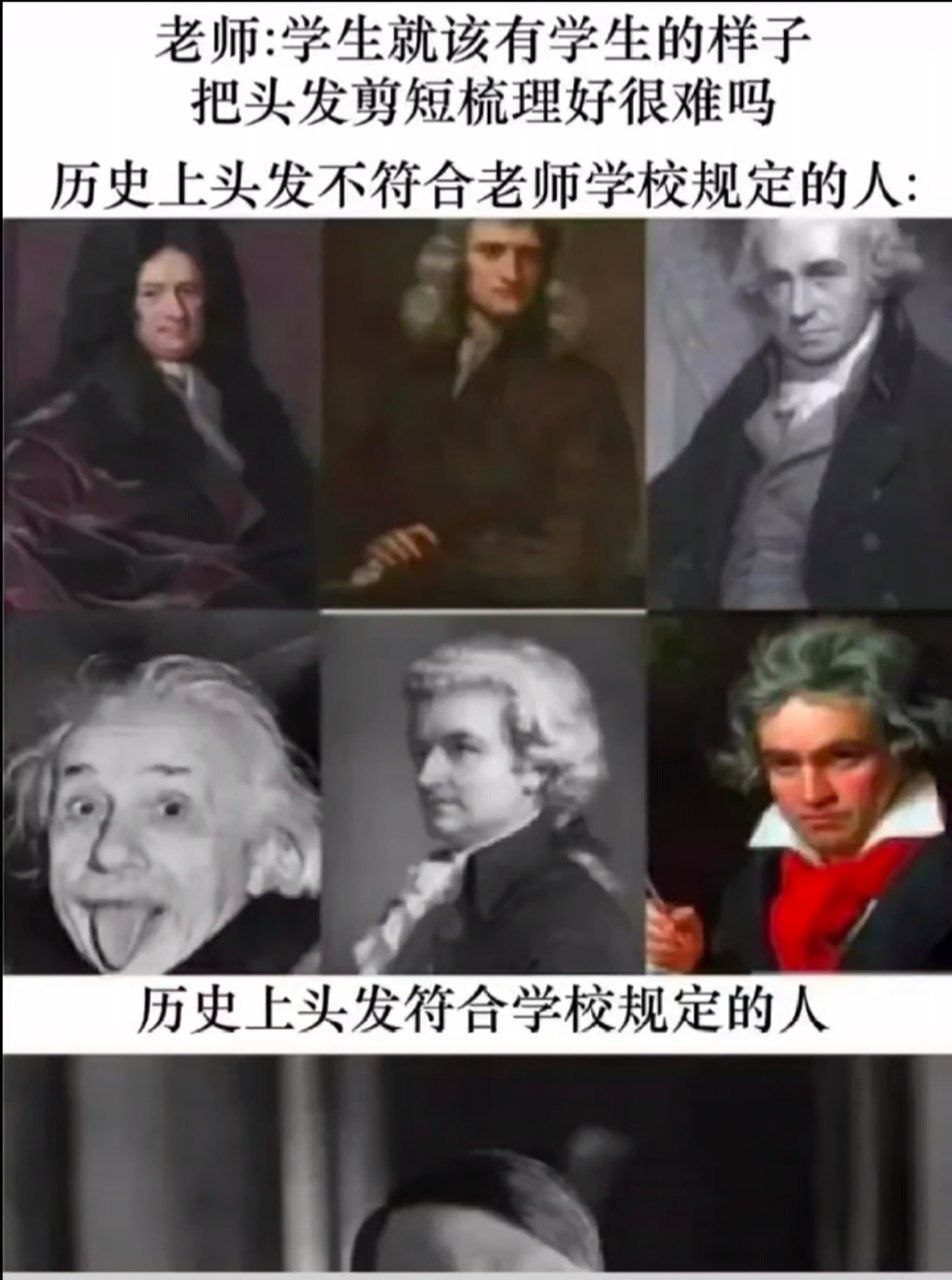 老师:学生就该有学生的样子
把头发剪短梳理好很难吗
历史上头发不符合老师学校规定的人:
历史上头发符合学校规定的人